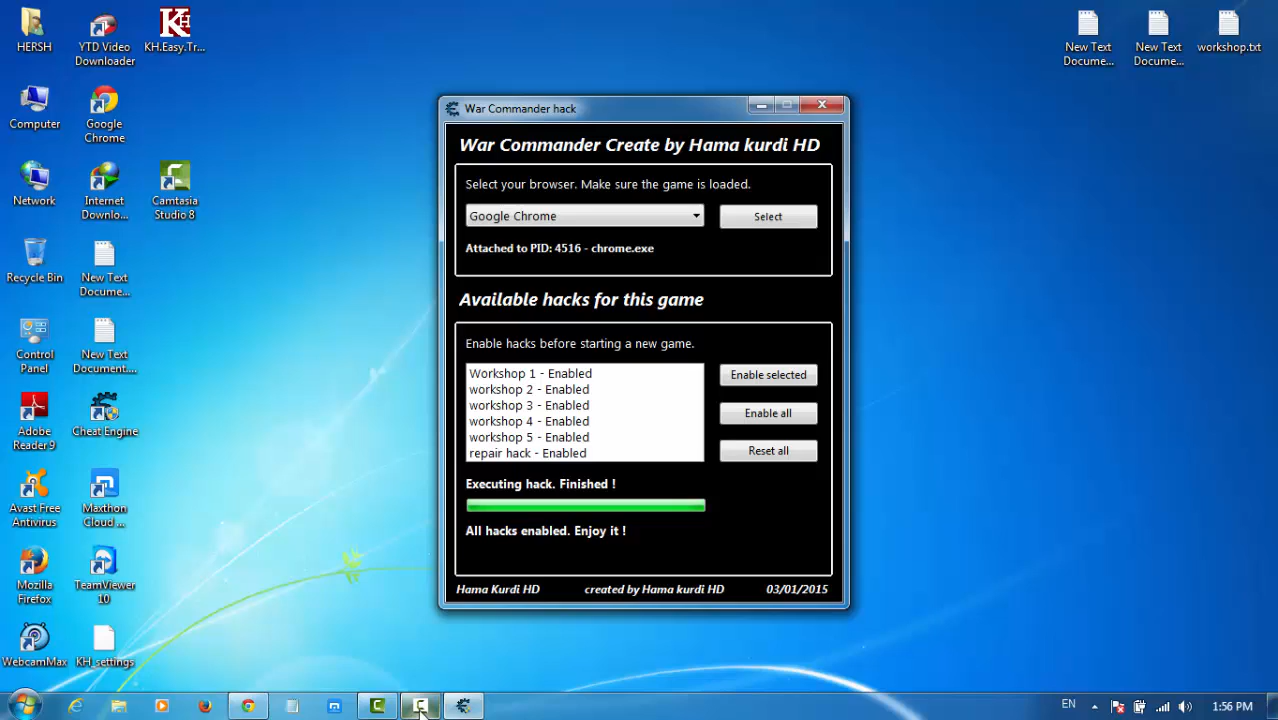 HERSH
YTD Video
Downloader
KH.Easy.Tr...
Computer
Google
Chrome
Network
Internet
Downlo...
Camtasia
Studio 8
Recycle Bin
New Text
Docume...
Control
Panel
New Text
Document....
Adobe
Reader 9
Cheat Engine
Avast Free
Antivirus
Maxthon
Cloud ...
Mozilla
Firefox
TeamViewer
10
WebcamMax
KH_settings
New Text
Docume...
New Text
Docume...
workshop.txt
War Commander hack
War Commander Create by Hama kurdi HD
Select your browser. Make sure the game is loaded.
Google Chrome
Select
Attached to PID: 4516 - chrome.exe
Available hacks for this game
Enable hacks before starting a new game.
Workshop 1 - Enabled
workshop 2 - Enabled
workshop 3 - Enabled
workshop 4 - Enabled
workshop 5 - Enabled
repair hack - Enabled
Enable selected
Enable all
Reset all
Executing hack. Finished !
All hacks enabled. Enjoy it !
Hama Kurdi HD
created by Hama kurdi HD
03/01/2015
EN
1:56 PM